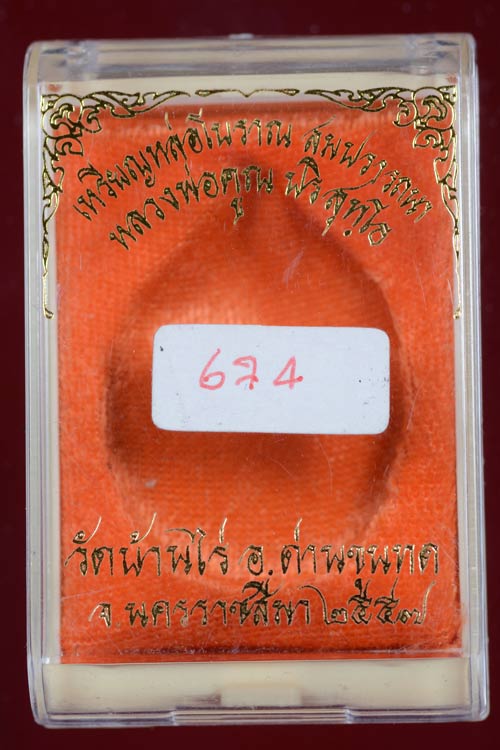 เหรียญหล่อโบราณ สมปรารถนา
หลวงพ่อคูณ ปริสุทฺโธ
674
วัดบ้านไร่ อ.ด่านขุนทด
จ.นครราชสีมา ๒๕๕๗